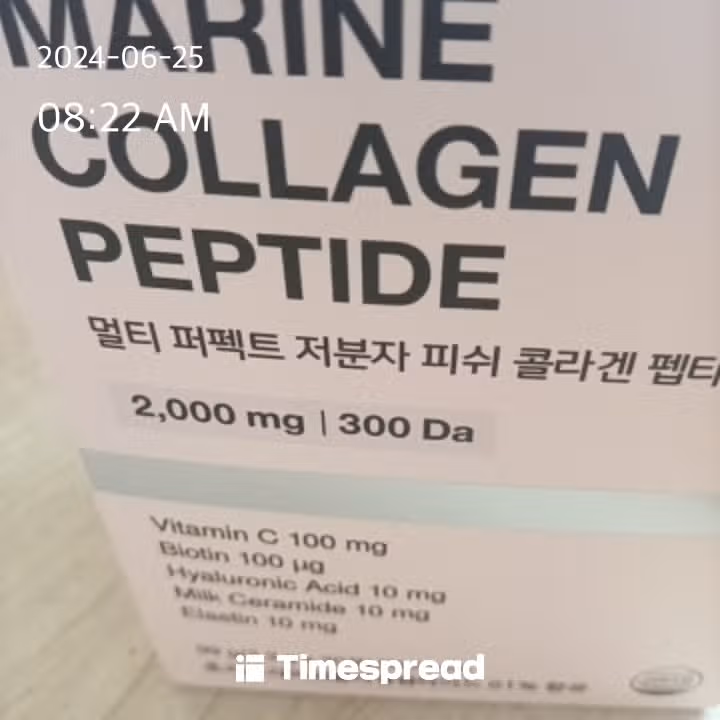 MARINE
2024-06-25
08:22 AM
COLLAGEN
PEPTIDE
멀티 퍼펙트 저분자 피쉬 콜라겐 펩티
2,000 mg | 300 Da
Vitamin C 100 mg
Biotin 100 μg
Hyaluronic Acid 10 mg
Milk Ceramide 10 mg
Elastin 10 mg
Timespread